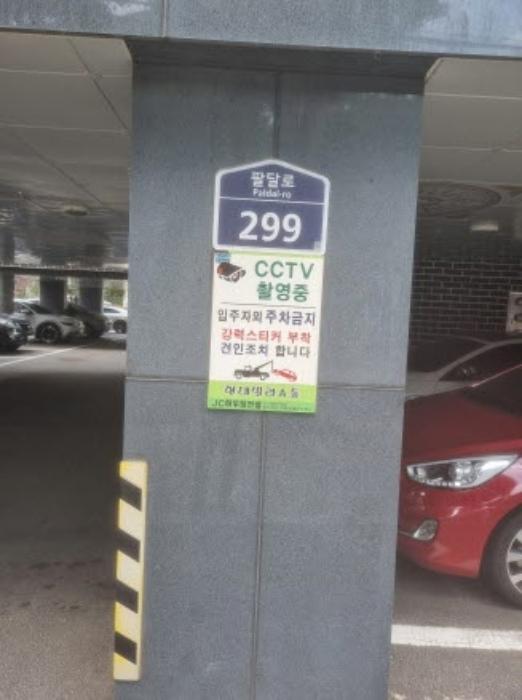 팔달로
Paldal-ro
299
CCTV
촬영중
입주자외 주차금지
강력스티커 부착
견인조치 합니다